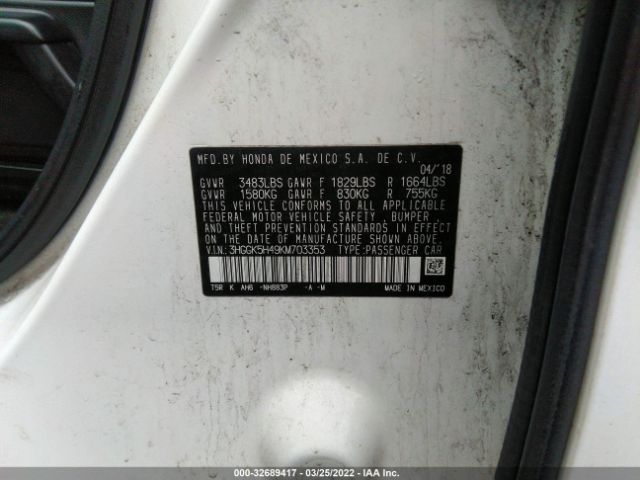 MFD.BY HONDA DE MEXICO S.A. DE C.V.
04/'18
GVWR 3483LBS GAWR F 1829LBS R 1664LBS
GVWR 1580KG GAWR F 830KG R 755KG
THIS VEHICLE CONFORMS TO ALL APPLICABLE
FEDERAL MOTOR VEHICLE SAFETY , BUMPER ,
AND THEFT PREVENTION STANDARDS IN EFFECT
ON THE DATE OF MANUFACTURE SHOWN ABOVE.
V.I.N.: 3HGGK5H49KM703353 TYPE:PASSENGER CAR
T5R K AH6 -NH883P -A -M MADE IN MEXICO
000-32689417 - 03/25/2022 - IAA Inc.